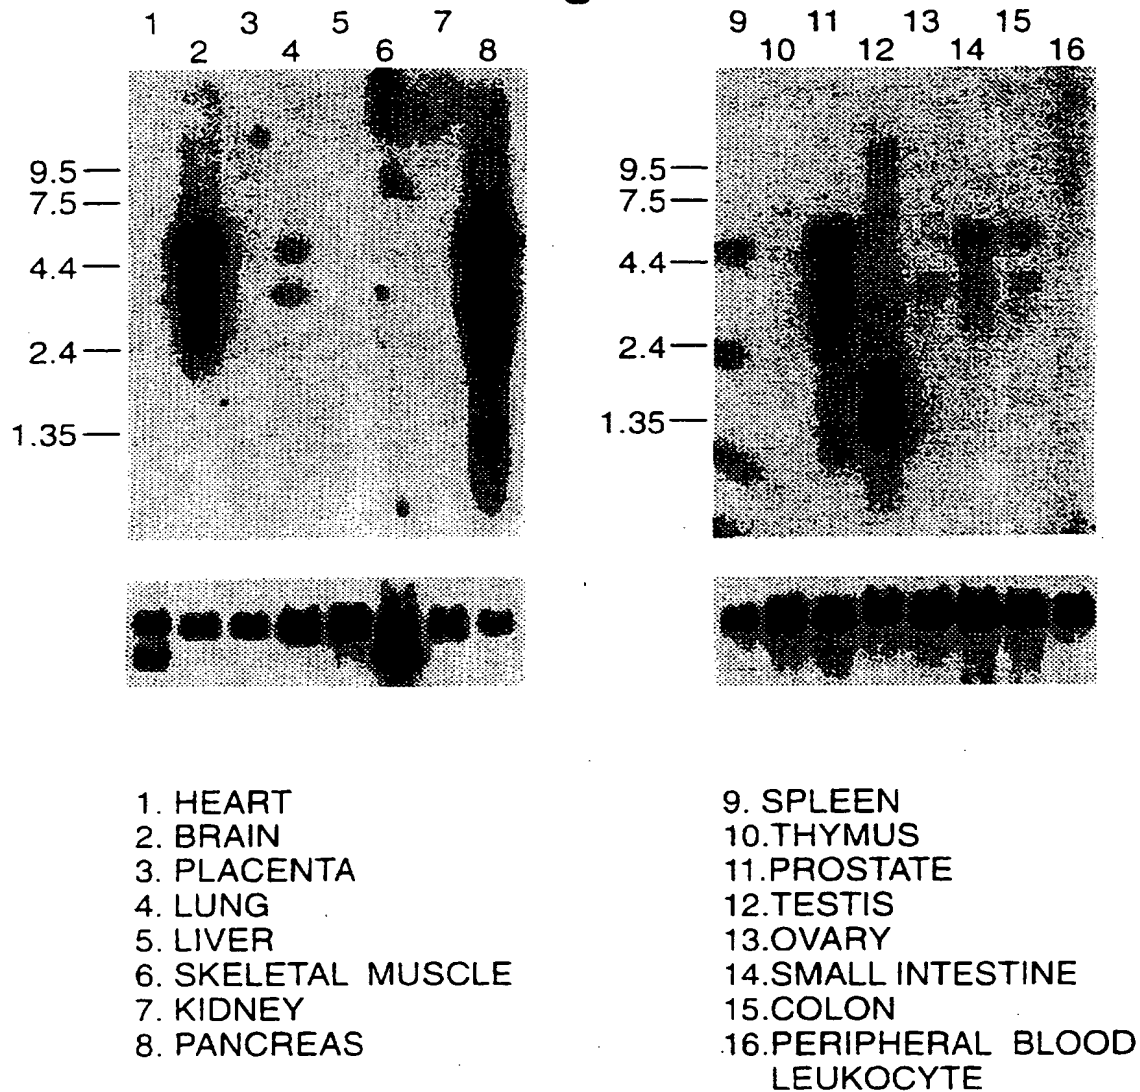 1 3 5 7
2 4 6 8
9 11 13 15
10 12 14 16
9.5
7.5
4.4
2.4
1.35
9.5
7.5
4.4
2.4
1.35
1. HEART
2. BRAIN
3. PLACENTA
4. LUNG
5. LIVER
6. SKELETAL MUSCLE
7. KIDNEY
8. PANCREAS
9. SPLEEN
10.THYMUS
11.PROSTATE
12.TESTIS
13.OVARY
14.SMALL INTESTINE
15.COLON
16.PERIPHERAL BLOOD
LEUKOCYTE